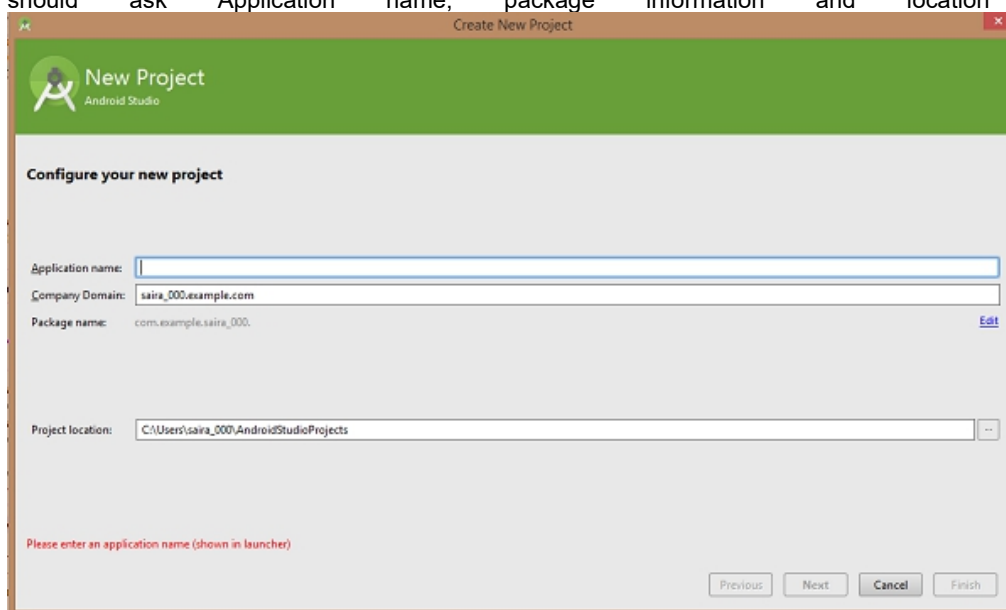 should ask Application name, package information and location
Create New Project
New Project
Android Studio
Configure your new project
Application name:
Company Domain: saira_000.example.com
Package name: com.example.saira_000. Edit
Project location: C:\Users\saira_000\AndroidStudioProjects ...
Please enter an application name (shown in launcher)
Previous Next Cancel Finish